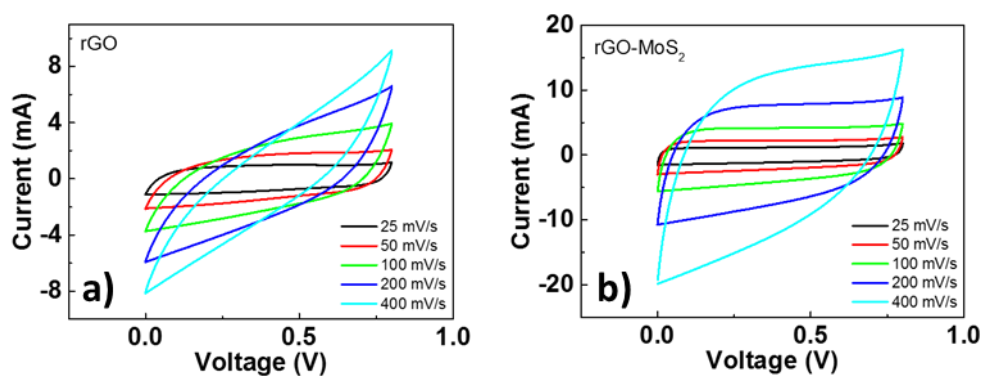 rGO
Current (mA)
8
4
0
-4
-8
25 mV/s
50 mV/s
100 mV/s
200 mV/s
400 mV/s
a)
0.0 0.5 1.0
Voltage (V)
rGO-MoS₂
Current (mA)
20
10
0
-10
-20
25 mV/s
50 mV/s
100 mV/s
200 mV/s
400 mV/s
b)
0.0 0.5 1.0
Voltage (V)